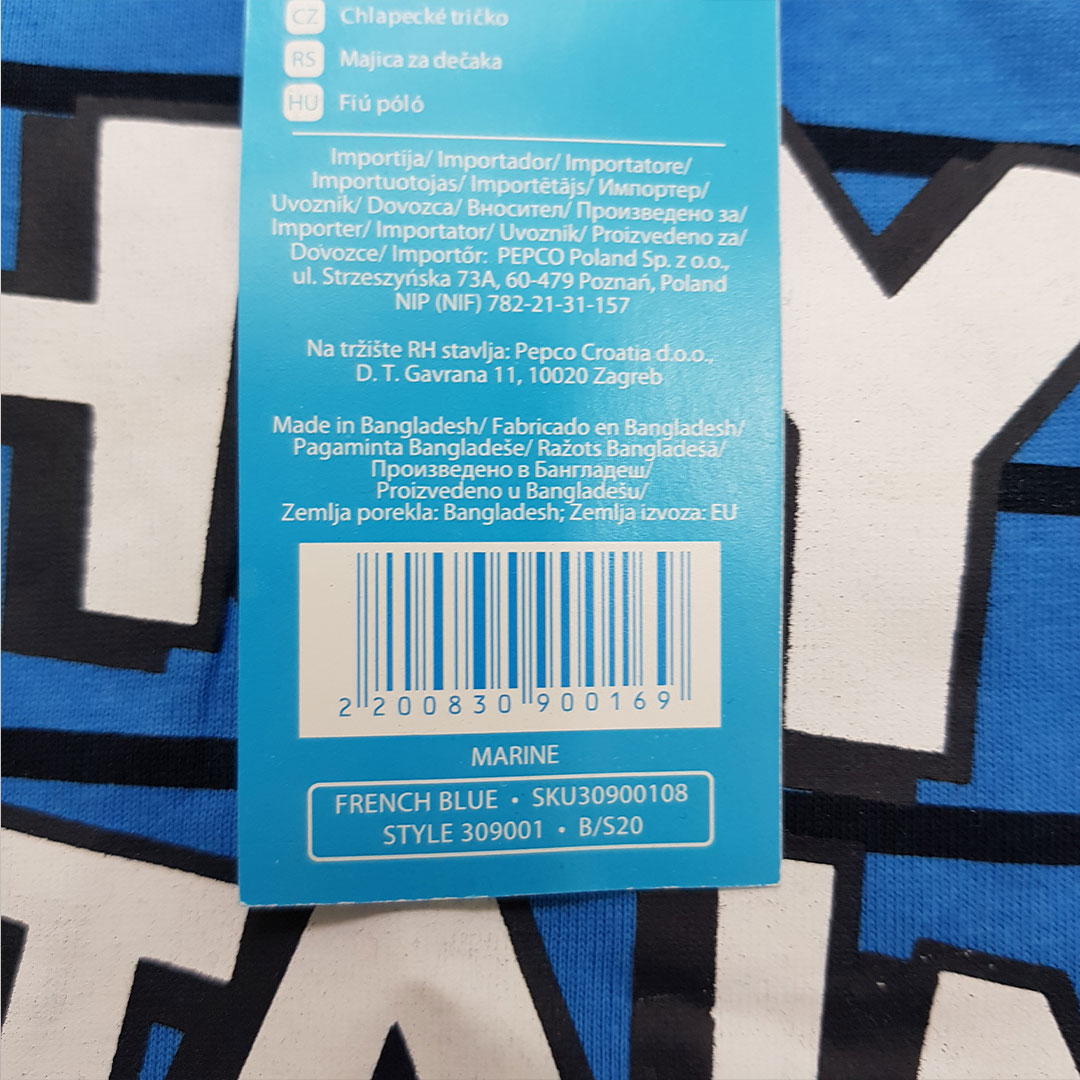 CZ Chlapecké tričko
RS Majica za dečaka
HU Fiú póló
Importija/ Importador/ Importatore/
Importuotojas/ Importētājs/ Импортер/
Uvoznik/ Dovozca/ Вносител/ Произведено за/
Importer/ Importator/ Uvoznik/ Proizvedeno za/
Dovozce/ Importőr: PEPCO Poland Sp. z o.o.,
ul. Strzeszyńska 73A, 60-479 Poznań, Poland
NIP (NIF) 782-21-31-157
Na tržište RH stavlja: Pepco Croatia d.o.o.,
D. T. Gavrana 11, 10020 Zagreb
Made in Bangladesh/ Fabricado en Bangladesh/
Pagaminta Bangladeše/ Ražots Bangladešā/
Произведено в Бангладеш/
Proizvedeno u Bangladešu/
Zemlja porekla: Bangladesh; Zemlja izvoza: EU
2 200830 900169
MARINE
FRENCH BLUE • SKU30900108
STYLE 309001 • B/S20